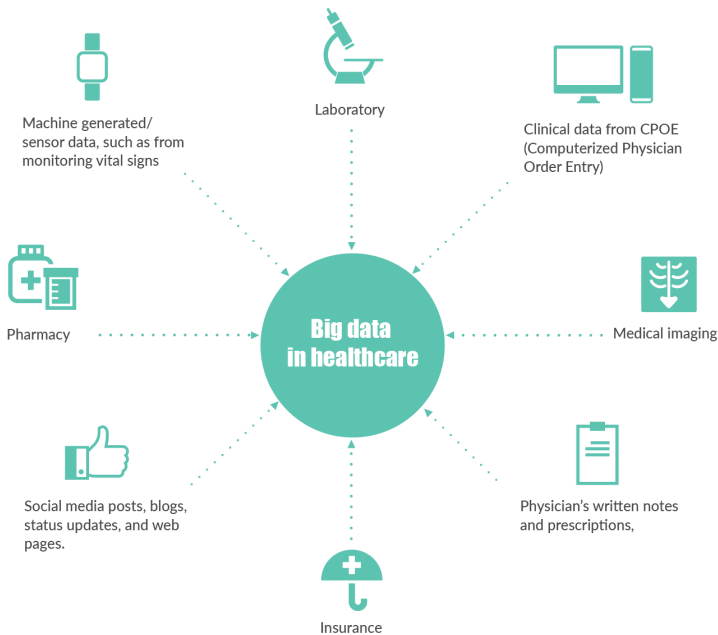 Laboratory
Machine generated/
sensor data, such as from
monitoring vital signs
Clinical data from CPOE
(Computerized Physician
Order Entry)
Pharmacy
Big data
in healthcare
Medical imaging
Social media posts, blogs,
status updates, and web
pages.
Physician's written notes
and prescriptions,
Insurance